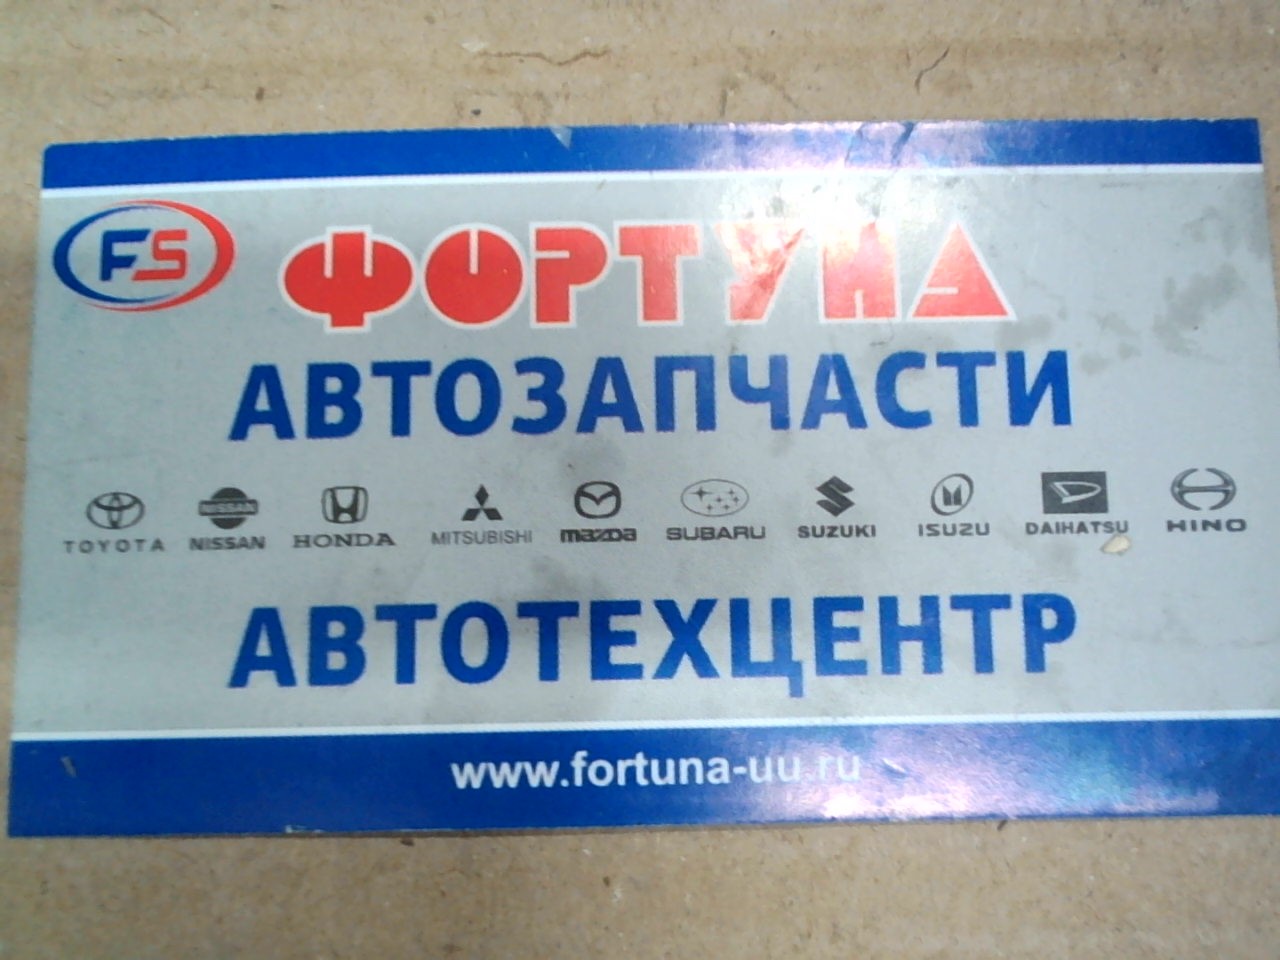 FS ФОРТУНА
АВТОЗАПЧАСТИ
TOYOTA NISSAN HONDA MITSUBISHI mazda SUBARU SUZUKI ISUZU DAIHATSU HINO
АВТОТЕХЦЕНТР
www.fortuna-uu.ru